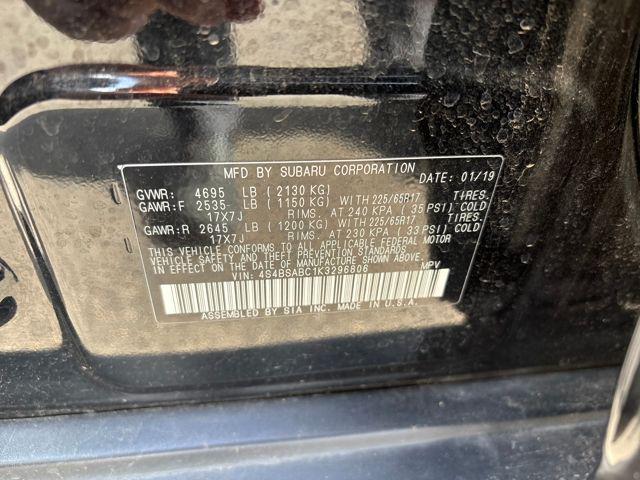 MFD BY SUBARU CORPORATION
DATE: 01/19
GVWR: 4695 LB ( 2130 KG)
GAWR:F 2535 LB ( 1150 KG) WITH 225/65R17 TIRES.
17X7J RIMS. AT 240 KPA ( 35 PSI) COLD
GAWR:R 2645 LB ( 1200 KG) WITH 225/65R17 TIRES.
17X7J RIMS. AT 230 KPA ( 33 PSI) COLD
THIS VEHICLE CONFORMS TO ALL APPLICABLE FEDERAL MOTOR
VEHICLE SAFETY AND THEFT PREVENTION STANDARDS
IN EFFECT ON THE DATE OF MANUFACTURE SHOWN ABOVE.
VIN: 4S4BSABC1K3296806 MPV
ASSEMBLED BY SIA INC. MADE IN U.S.A.